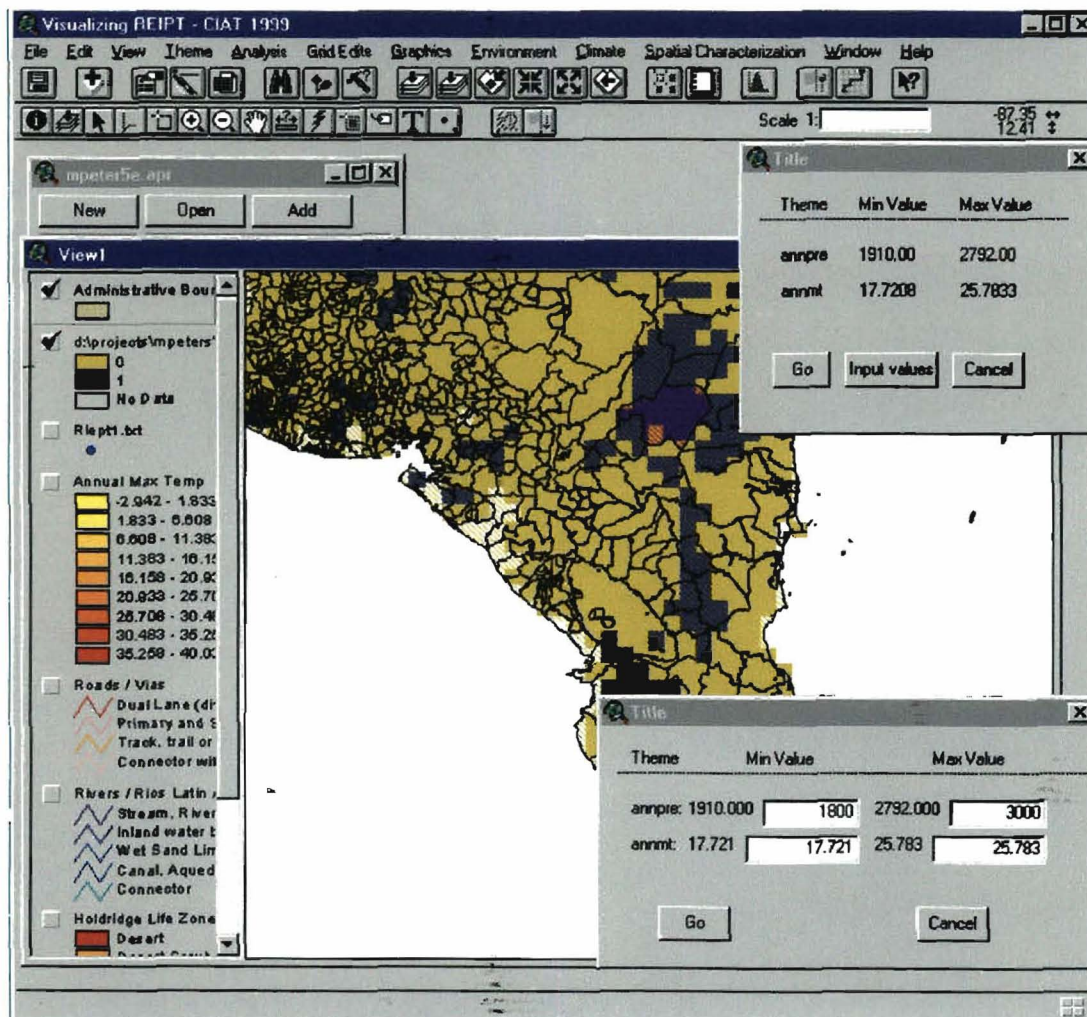 Visualizing REIPT - CIAT 1999
File Edit View Theme Analysis Grid Edits Graphics Environment Climate Spatial Characterization Window Help
Scale 1:
-87.35
12.41
mpeter5e.apr
New Open Add
View1
Administrative Bour
d:\projects\mpeters'
0
1
No Data
RIept1.txt
Annual Max Temp
-2.942 - 1.833
1.833 - 6.608
6.608 - 11.383
11.383 - 16.15
16.158 - 20.93
20.933 - 25.70
25.708 - 30.48
30.483 - 35.25
35.258 - 40.03
Roads / Vias
Dual Lane (di
Primary and S
Track, trail or
Connector wit
Rivers / Rios Latin A
Stream, River
Inland water b
Wet Sand Lim
Canal, Aqued
Connector
Holdridge Life Zone
Desert
Desert Scrub
Title
Theme Min Value Max Value
annpre 1910.00 2792.00
annmt 17.7208 25.7833
Go Input values Cancel
Title
Theme Min Value Max Value
annpre: 1910.000 1800 2792.000 3000
annmt: 17.721 17.721 25.783 25.783
Go Cancel